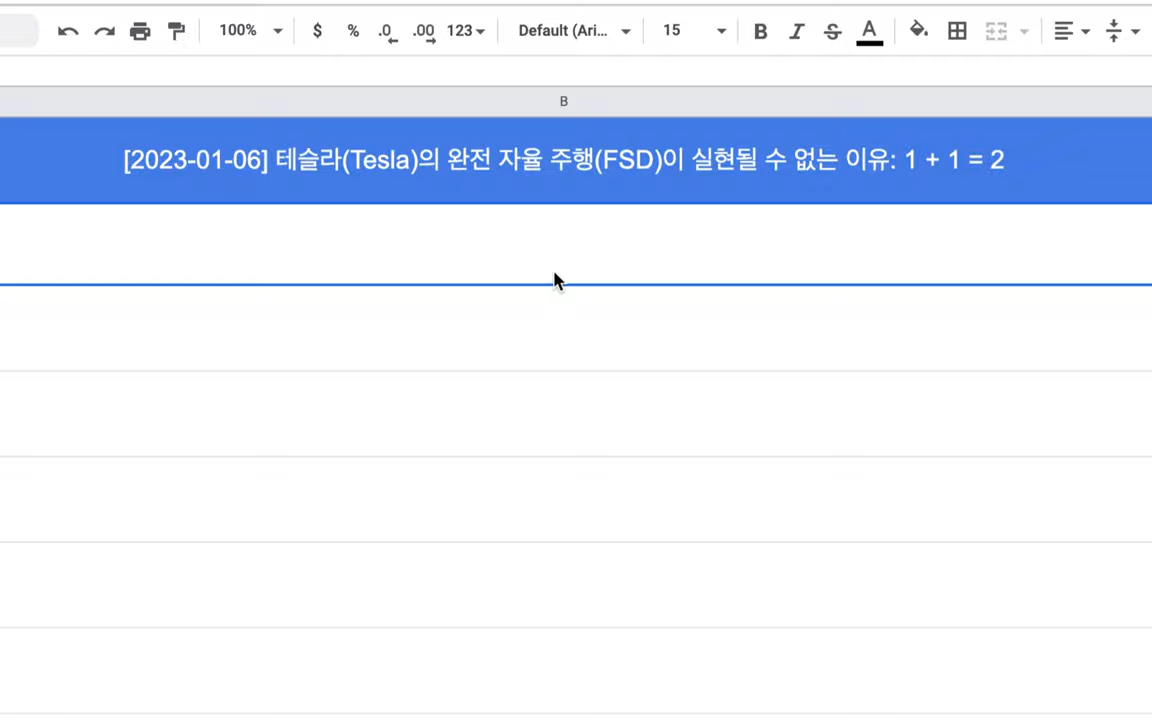 100% $ % .0 .00 123 Default (Ari... 15 B I S A
B
[2023-01-06] 테슬라(Tesla)의 완전 자율 주행(FSD)이 실현될 수 없는 이유: 1 + 1 = 2